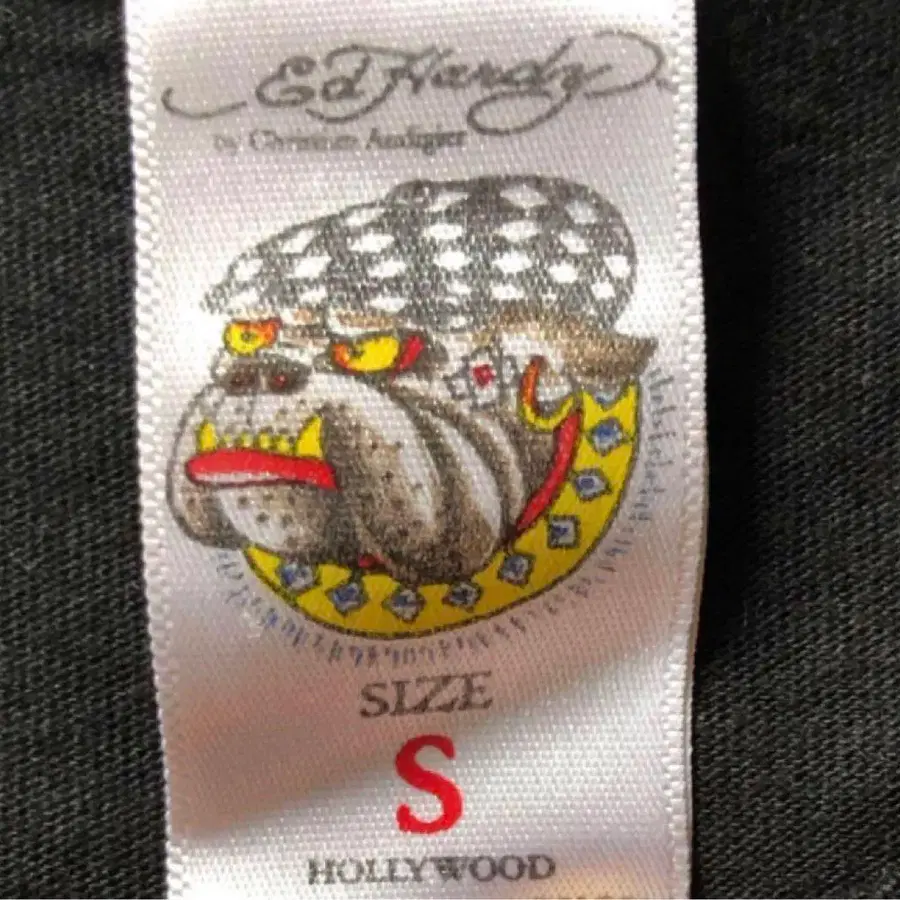 Ed Hardy
by Christian Audigier
SIZE
S
HOLLYWOOD